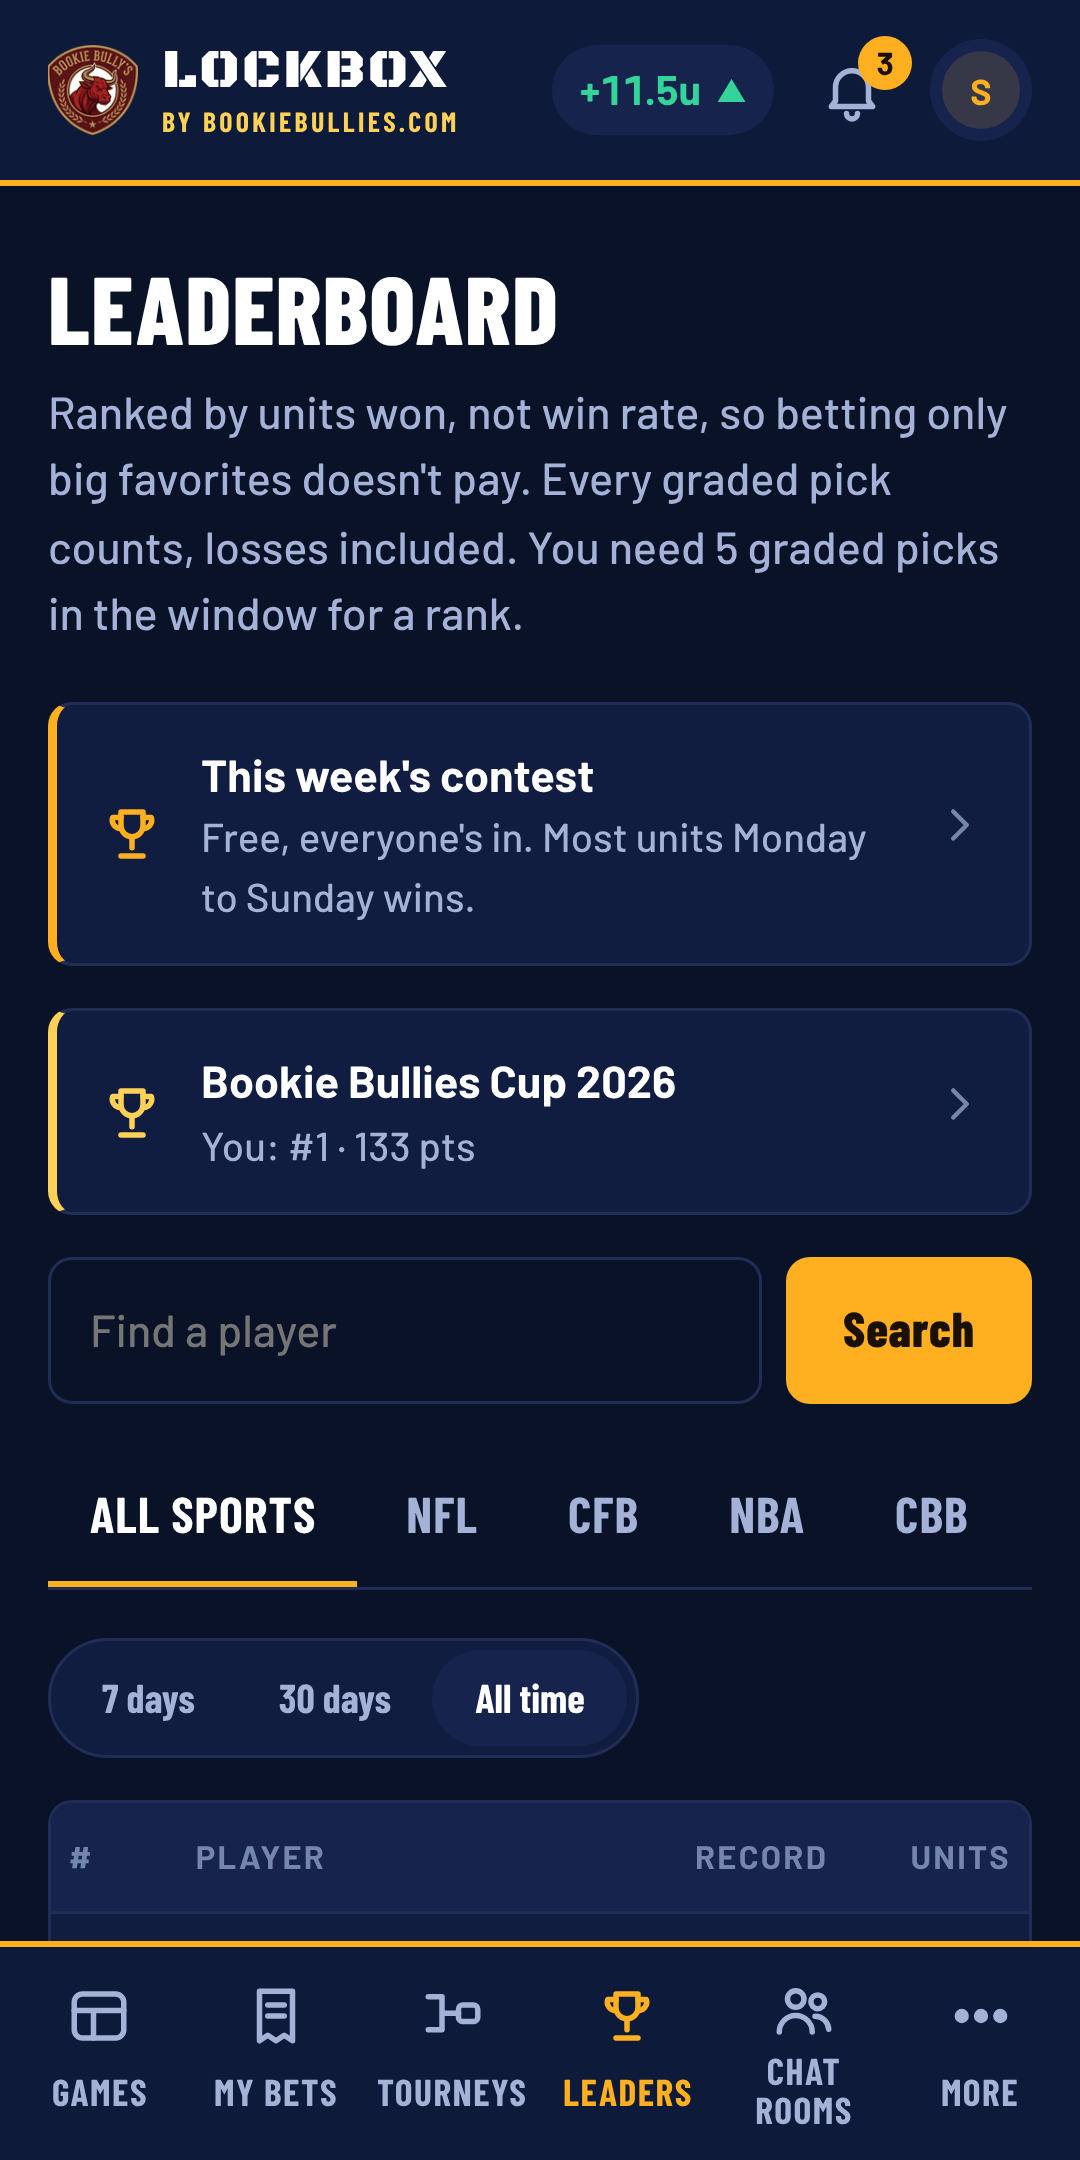 BOOKIE BULLY'S
LOCKBOX
BY BOOKIEBULLIES.COM
+11.5u ▲
3
S
LEADERBOARD
Ranked by units won, not win rate, so betting only
big favorites doesn't pay. Every graded pick
counts, losses included. You need 5 graded picks
in the window for a rank.
This week's contest
Free, everyone's in. Most units Monday
to Sunday wins.
Bookie Bullies Cup 2026
You: #1 · 133 pts
Find a player
Search
ALL SPORTS NFL CFB NBA CBB
7 days 30 days All time
# PLAYER RECORD UNITS
GAMES MY BETS TOURNEYS LEADERS CHAT ROOMS MORE